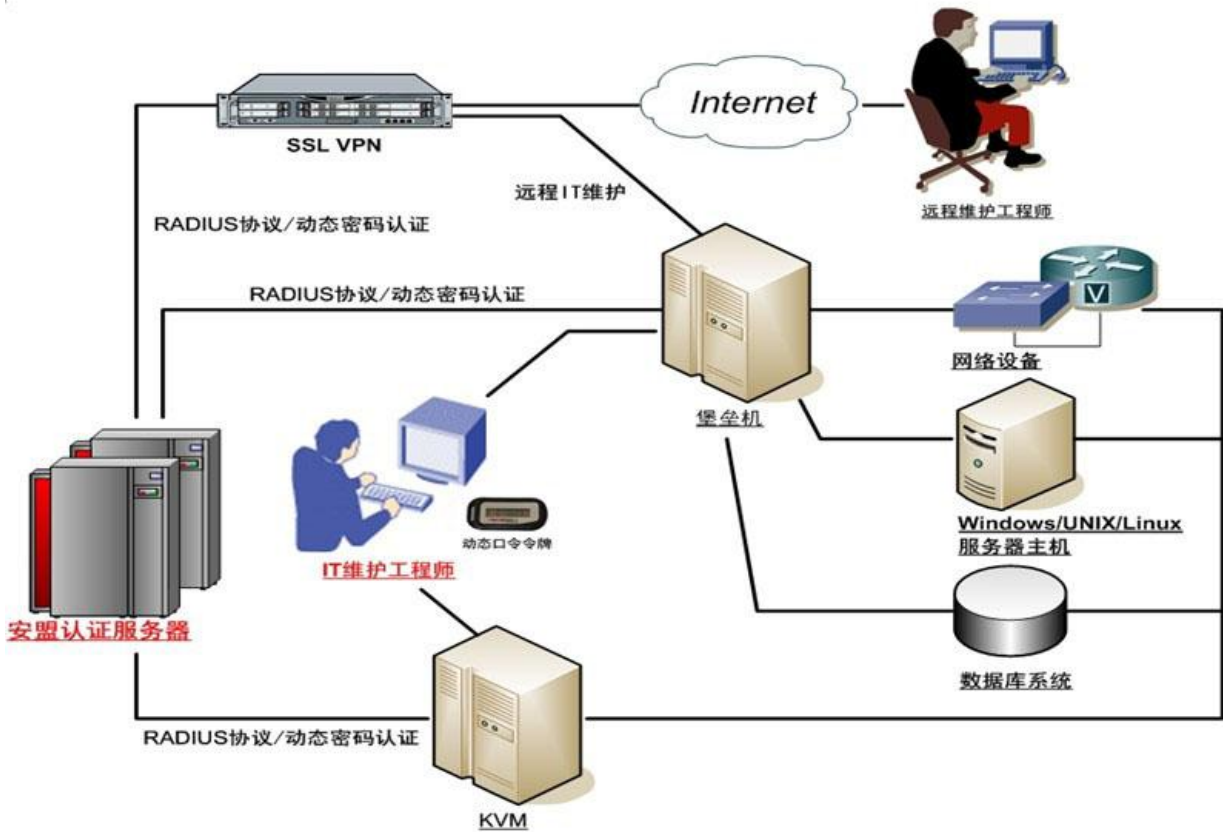 Internet
SSL VPN
远程IT维护
远程维护工程师
RADIUS协议/动态密码认证
RADIUS协议/动态密码认证
V
网络设备
堡垒机
Windows/UNIX/Linux
服务器主机
动态口令令牌
IT维护工程师
安盟认证服务器
数据库系统
RADIUS协议/动态密码认证
KVM